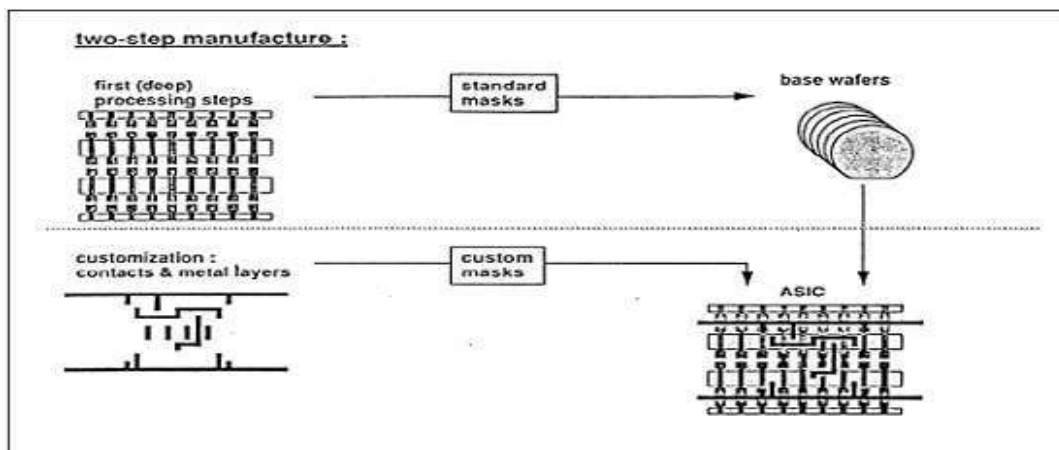 two-step manufacture :
first (deep)
processing steps
standard
masks
base wafers
customization :
contacts & metal layers
custom
masks
ASIC